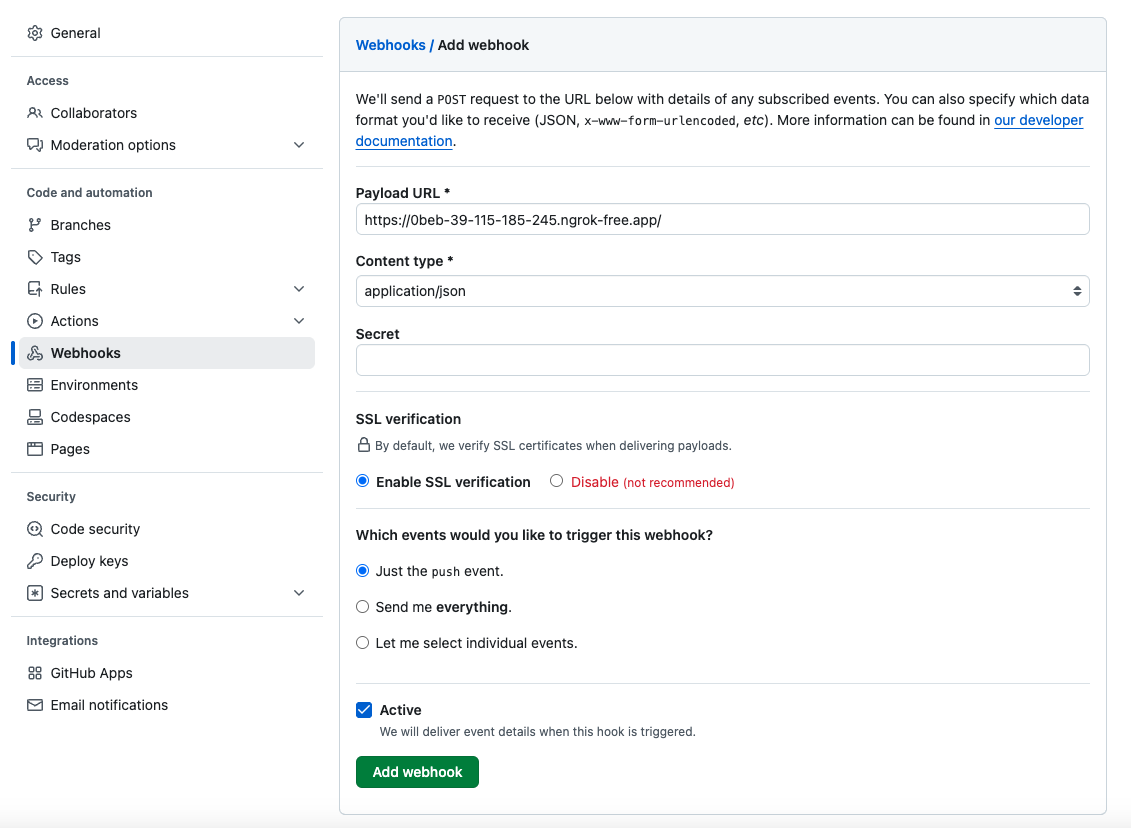 General
Access
Collaborators
Moderation options
Code and automation
Branches
Tags
Rules
Actions
Webhooks
Environments
Codespaces
Pages
Security
Code security
Deploy keys
Secrets and variables
Integrations
GitHub Apps
Email notifications
Webhooks / Add webhook
We'll send a POST request to the URL below with details of any subscribed events. You can also specify which data
format you'd like to receive (JSON, x-www-form-urlencoded, etc). More information can be found in our developer
documentation.
Payload URL *
https://0beb-39-115-185-245.ngrok-free.app/
Content type *
application/json
Secret
SSL verification
By default, we verify SSL certificates when delivering payloads.
Enable SSL verification Disable (not recommended)
Which events would you like to trigger this webhook?
Just the push event.
Send me everything.
Let me select individual events.
Active
We will deliver event details when this hook is triggered.
Add webhook